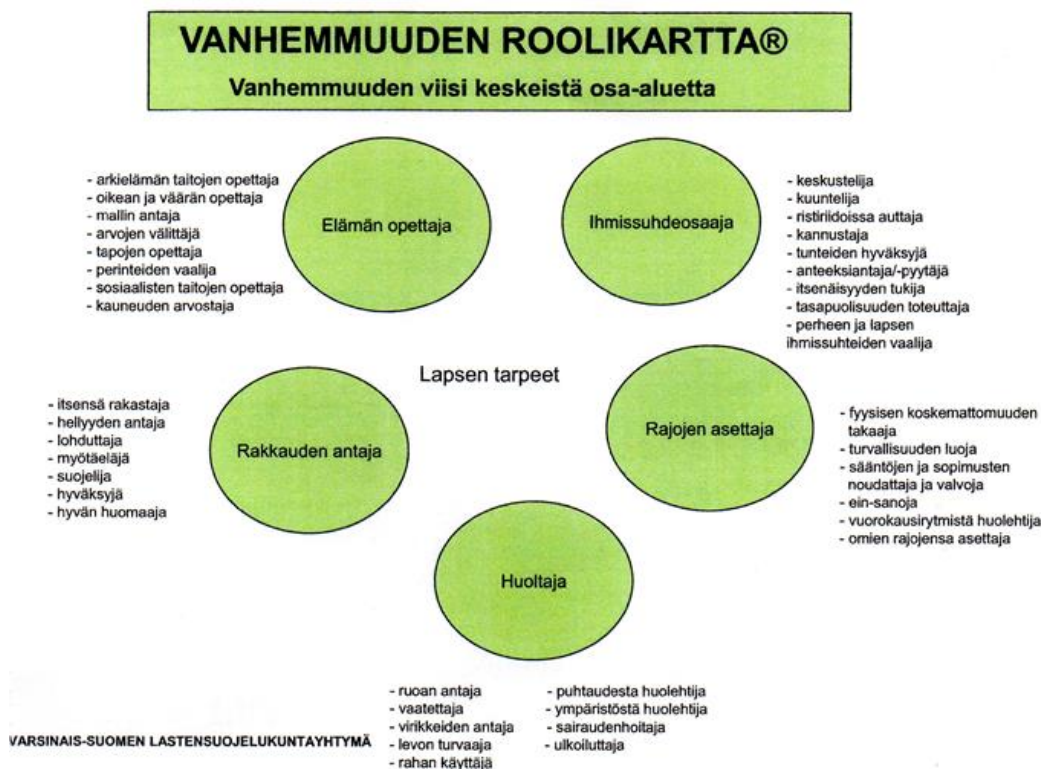 VANHEMMUUDEN ROOLIKARTTA®
Vanhemmuuden viisi keskeistä osa-aluetta
- arkielämän taitojen opettaja
- oikean ja väärän opettaja
- mallin antaja
- arvojen välittäjä
- tapojen opettaja
- perinteiden vaalija
- sosiaalisten taitojen opettaja
- kauneuden arvostaja
Elämän opettaja
Ihmissuhdeosaaja
- keskustelija
- kuuntelija
- ristiriidoissa auttaja
- kannustaja
- tunteiden hyväksyjä
- anteeksiantaja/-pyytäjä
- itsenäisyyden tukija
- tasapuolisuuden toteuttaja
- perheen ja lapsen
ihmissuhteiden vaalija
Lapsen tarpeet
- itsensä rakastaja
- hellyyden antaja
- lohduttaja
- myötäeläjä
- suojelija
- hyväksyjä
- hyvän huomaaja
Rakkauden antaja
Rajojen asettaja
- fyysisen koskemattomuuden
takaaja
- turvallisuuden luoja
- sääntöjen ja sopimusten
noudattaja ja valvoja
- ein-sanoja
- vuorokausirytmistä huolehtija
- omien rajojensa asettaja
Huoltaja
- ruoan antaja
- vaatettaja
- virikkeiden antaja
- levon turvaaja
- rahan käyttäjä
- puhtaudesta huolehtija
- ympäristöstä huolehtija
- sairaudenhoitaja
- ulkoiluttaja
VARSINAIS-SUOMEN LASTENSUOJELUKUNTAYHTYMÄ